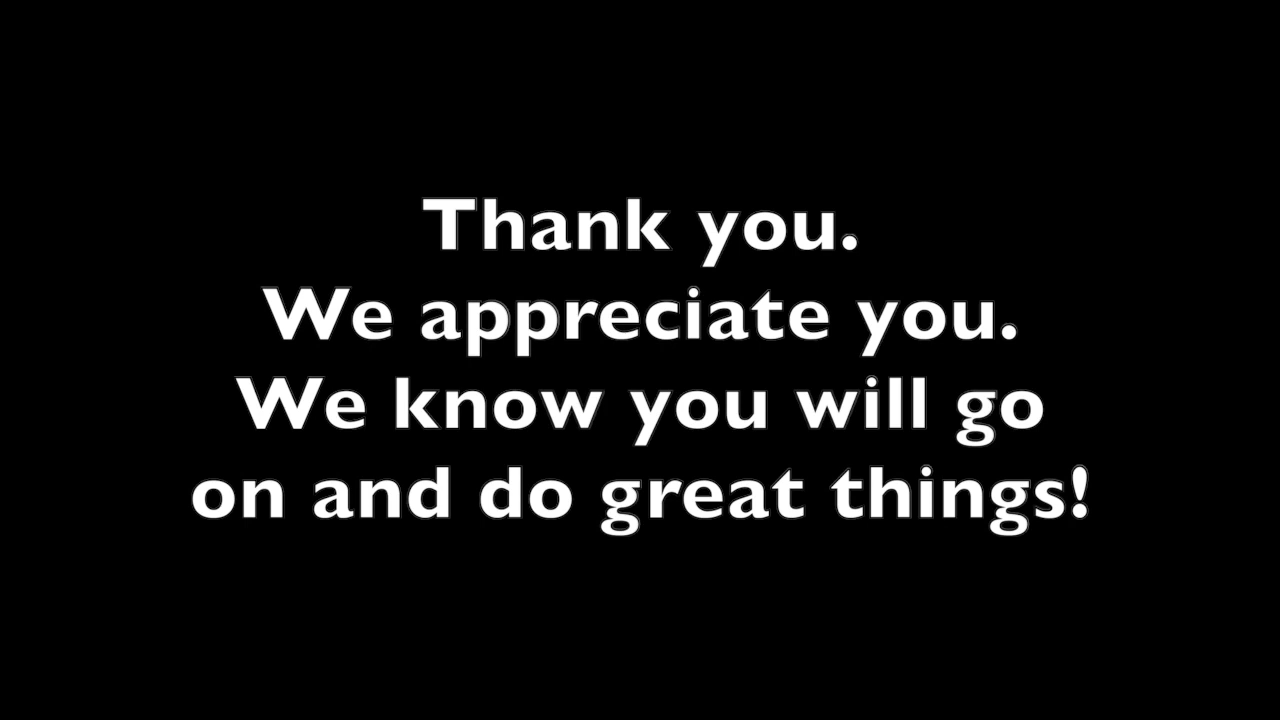 Thank you.
We appreciate you.
We know you will go
on and do great things!